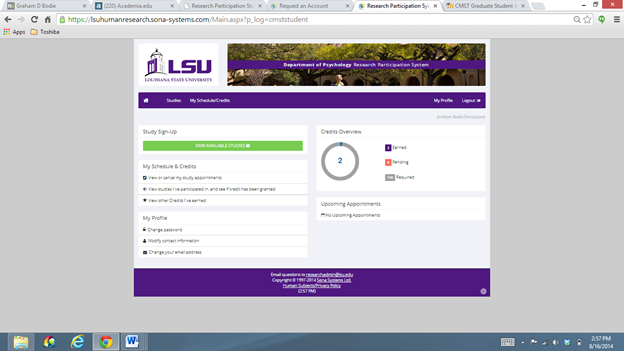 Graham D Bodie
(220) Academia.edu
Research Participation St
Request an Account
Research Participation Sy
CMST Graduate Student A
https://lsuhumanresearch.sona-systems.com/Main.aspx?p_log=cmststudent
Apps Toshiba
LSU
LOUISIANA STATE UNIVERSITY
Department of Psychology Research Participation System
Studies My Schedule/Credits My Profile Logout
Graham Bodie Participant
Study Sign-Up
VIEW AVAILABLE STUDIES
My Schedule & Credits
View or cancel my study appointments
View studies I've participated in, and see if credit has been granted
View other Credits I've earned
My Profile
Change password
Modify contact information
Change your email address
Credits Overview
2
Earned
Pending
Required
Upcoming Appointments
No Upcoming Appointments
Email questions to researchadmin@lsu.edu
Copyright © 1997-2014 Sona Systems Ltd.
Human Subjects/Privacy Policy
(2:57 PM)
2:57 PM
8/16/2014